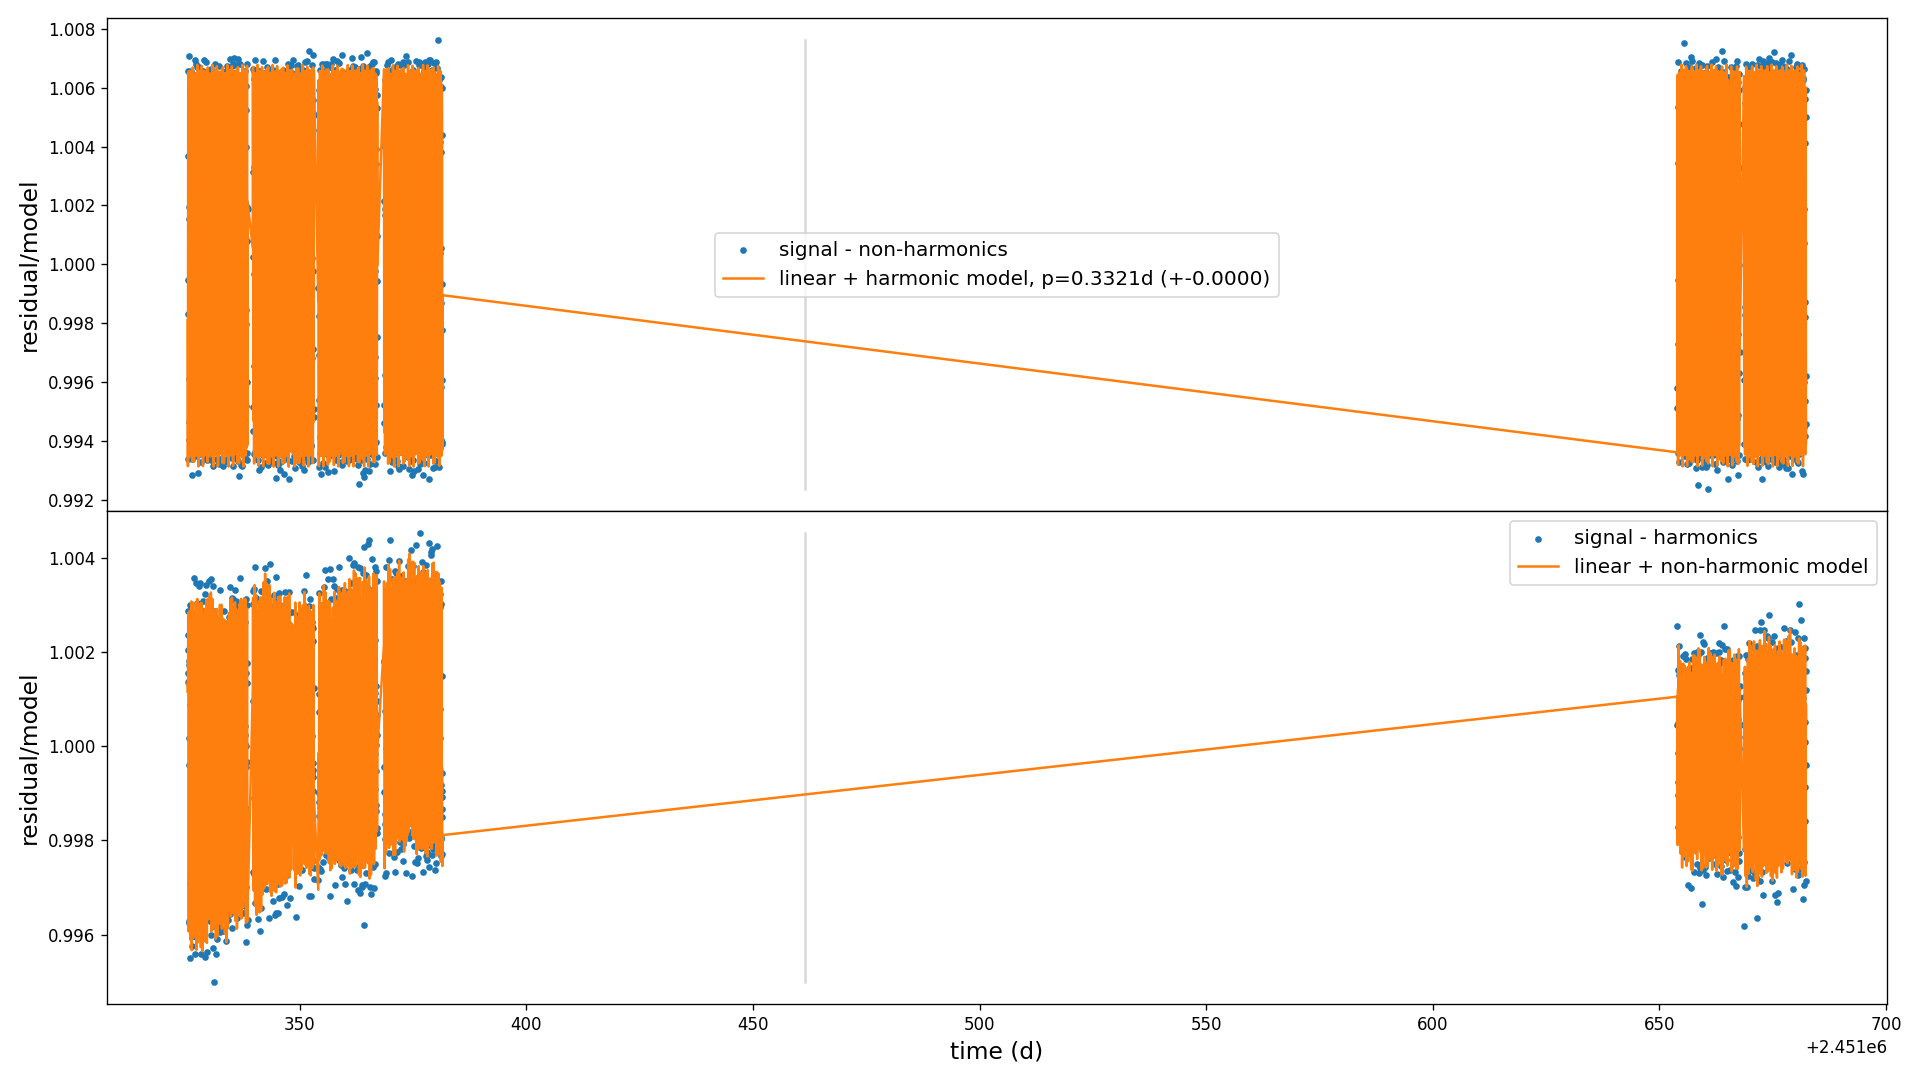 1.008
1.006
1.004
1.002
1.000
0.998
0.996
0.994
0.992
residual/model
signal - non-harmonics
linear + harmonic model, p=0.3321d (+-0.0000)
1.004
1.002
1.000
0.998
0.996
residual/model
signal - harmonics
linear + non-harmonic model
350 400 450 500 550 600 650 700
time (d)
+2.451e6